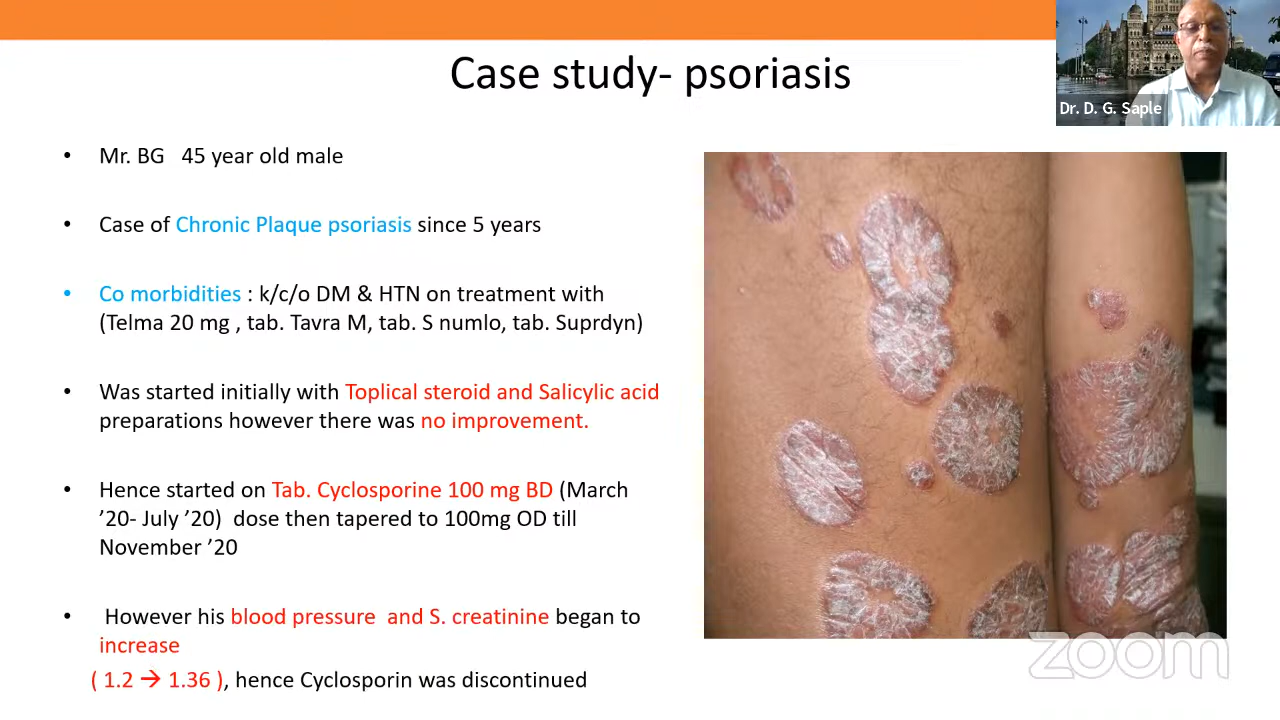 Case study- psoriasis
Dr. D. G. Saple
• Mr. BG 45 year old male
• Case of Chronic Plaque psoriasis since 5 years
• Co morbidities : k/c/o DM & HTN on treatment with
(Telma 20 mg , tab. Tavra M, tab. S numlo, tab. Suprdyn)
• Was started initially with Toplical steroid and Salicylic acid
preparations however there was no improvement.
• Hence started on Tab. Cyclosporine 100 mg BD (March
’20- July ’20) dose then tapered to 100mg OD till
November ’20
• However his blood pressure and S. creatinine began to
increase
( 1.2 → 1.36 ), hence Cyclosporin was discontinued
zoom